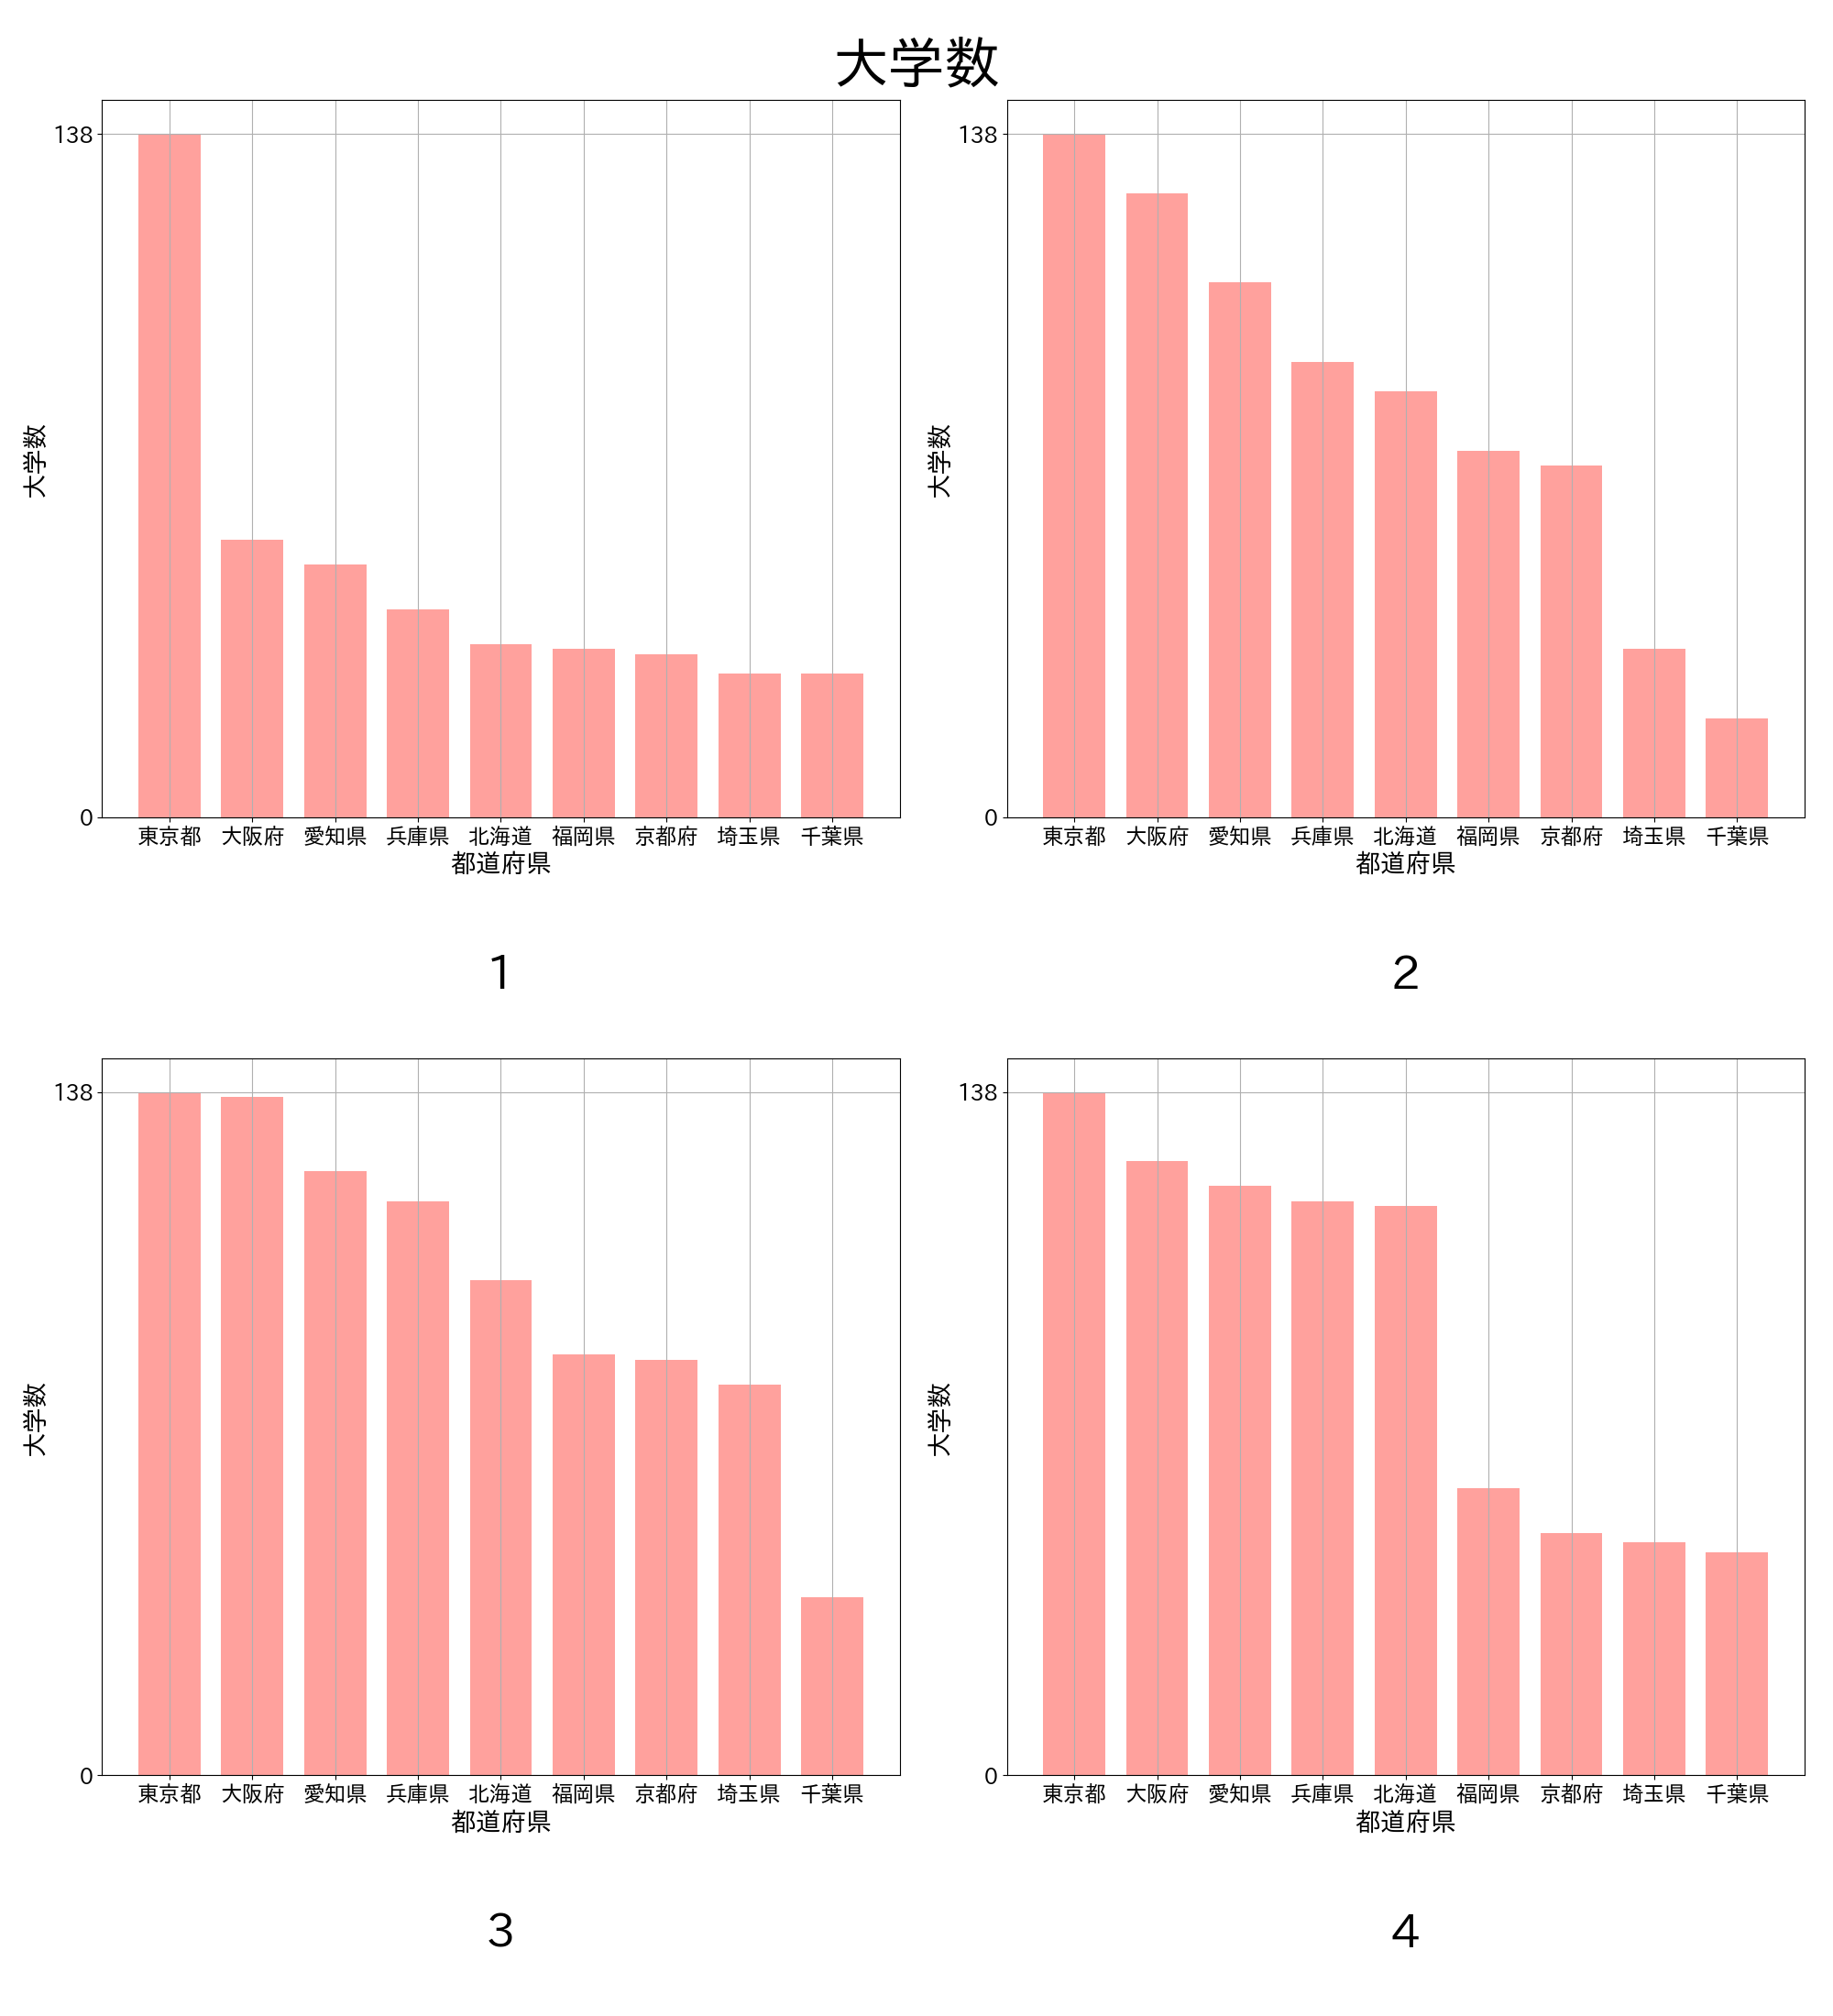 大学数
138
0
大学数
東京都 大阪府 愛知県 兵庫県 北海道 福岡県 京都府 埼玉県 千葉県
都道府県
1
138
0
大学数
東京都 大阪府 愛知県 兵庫県 北海道 福岡県 京都府 埼玉県 千葉県
都道府県
2
138
0
大学数
東京都 大阪府 愛知県 兵庫県 北海道 福岡県 京都府 埼玉県 千葉県
都道府県
3
138
0
大学数
東京都 大阪府 愛知県 兵庫県 北海道 福岡県 京都府 埼玉県 千葉県
都道府県
4